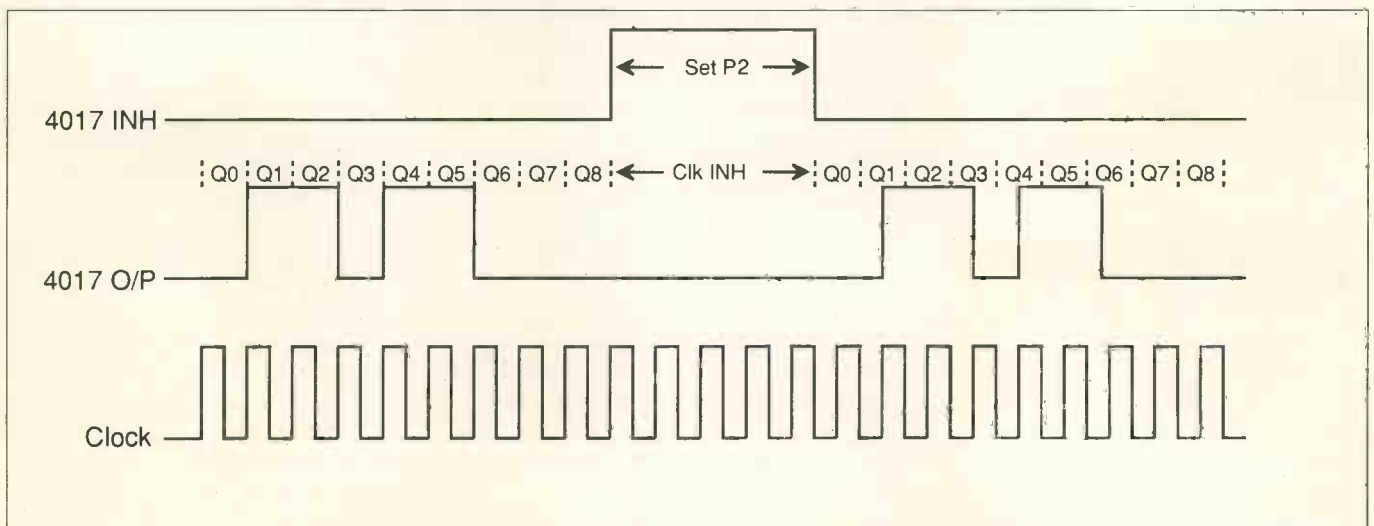 Set P2
4017 INH
Q0 Q1 Q2 Q3 Q4 Q5 Q6 Q7 Q8 Clk INH Q0 Q1 Q2 Q3 Q4 Q5 Q6 Q7 Q8
4017 O/P
Clock